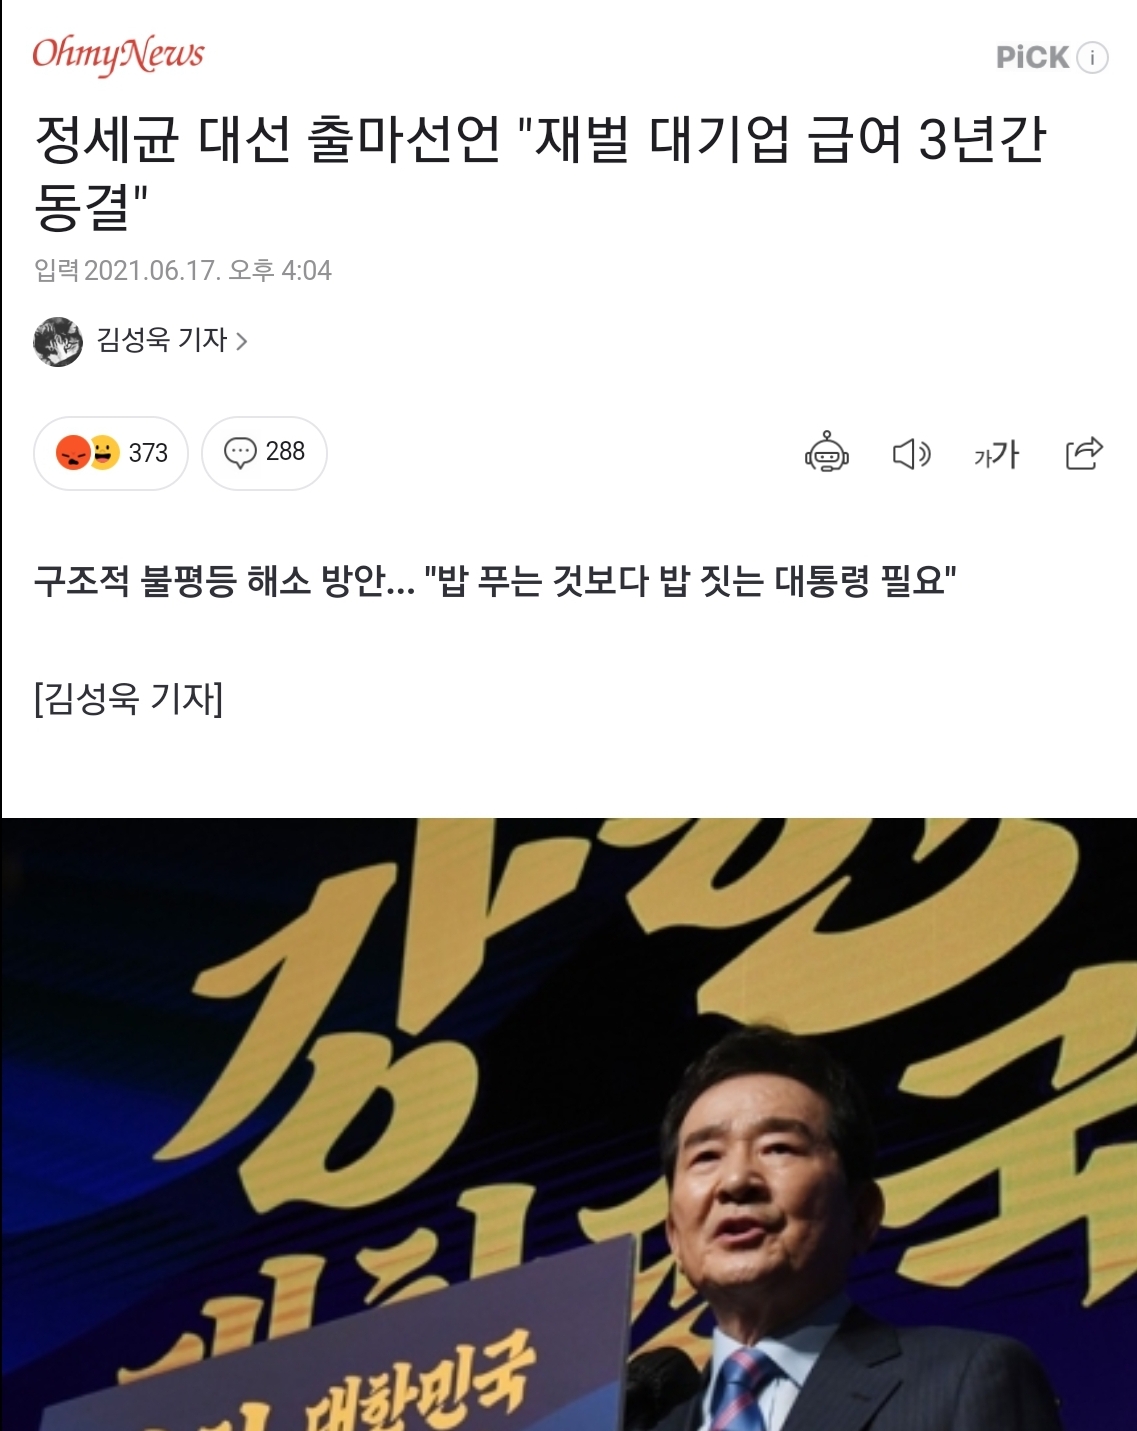 OhmyNews
PiCK i
정세균 대선 출마선언 "재벌 대기업 급여 3년간
동결"
입력 2021.06.17. 오후 4:04
김성욱 기자 >
373
288
가가
구조적 불평등 해소 방안... "밥 푸는 것보다 밥 짓는 대통령 필요"
[김성욱 기자]
강한
대한민국